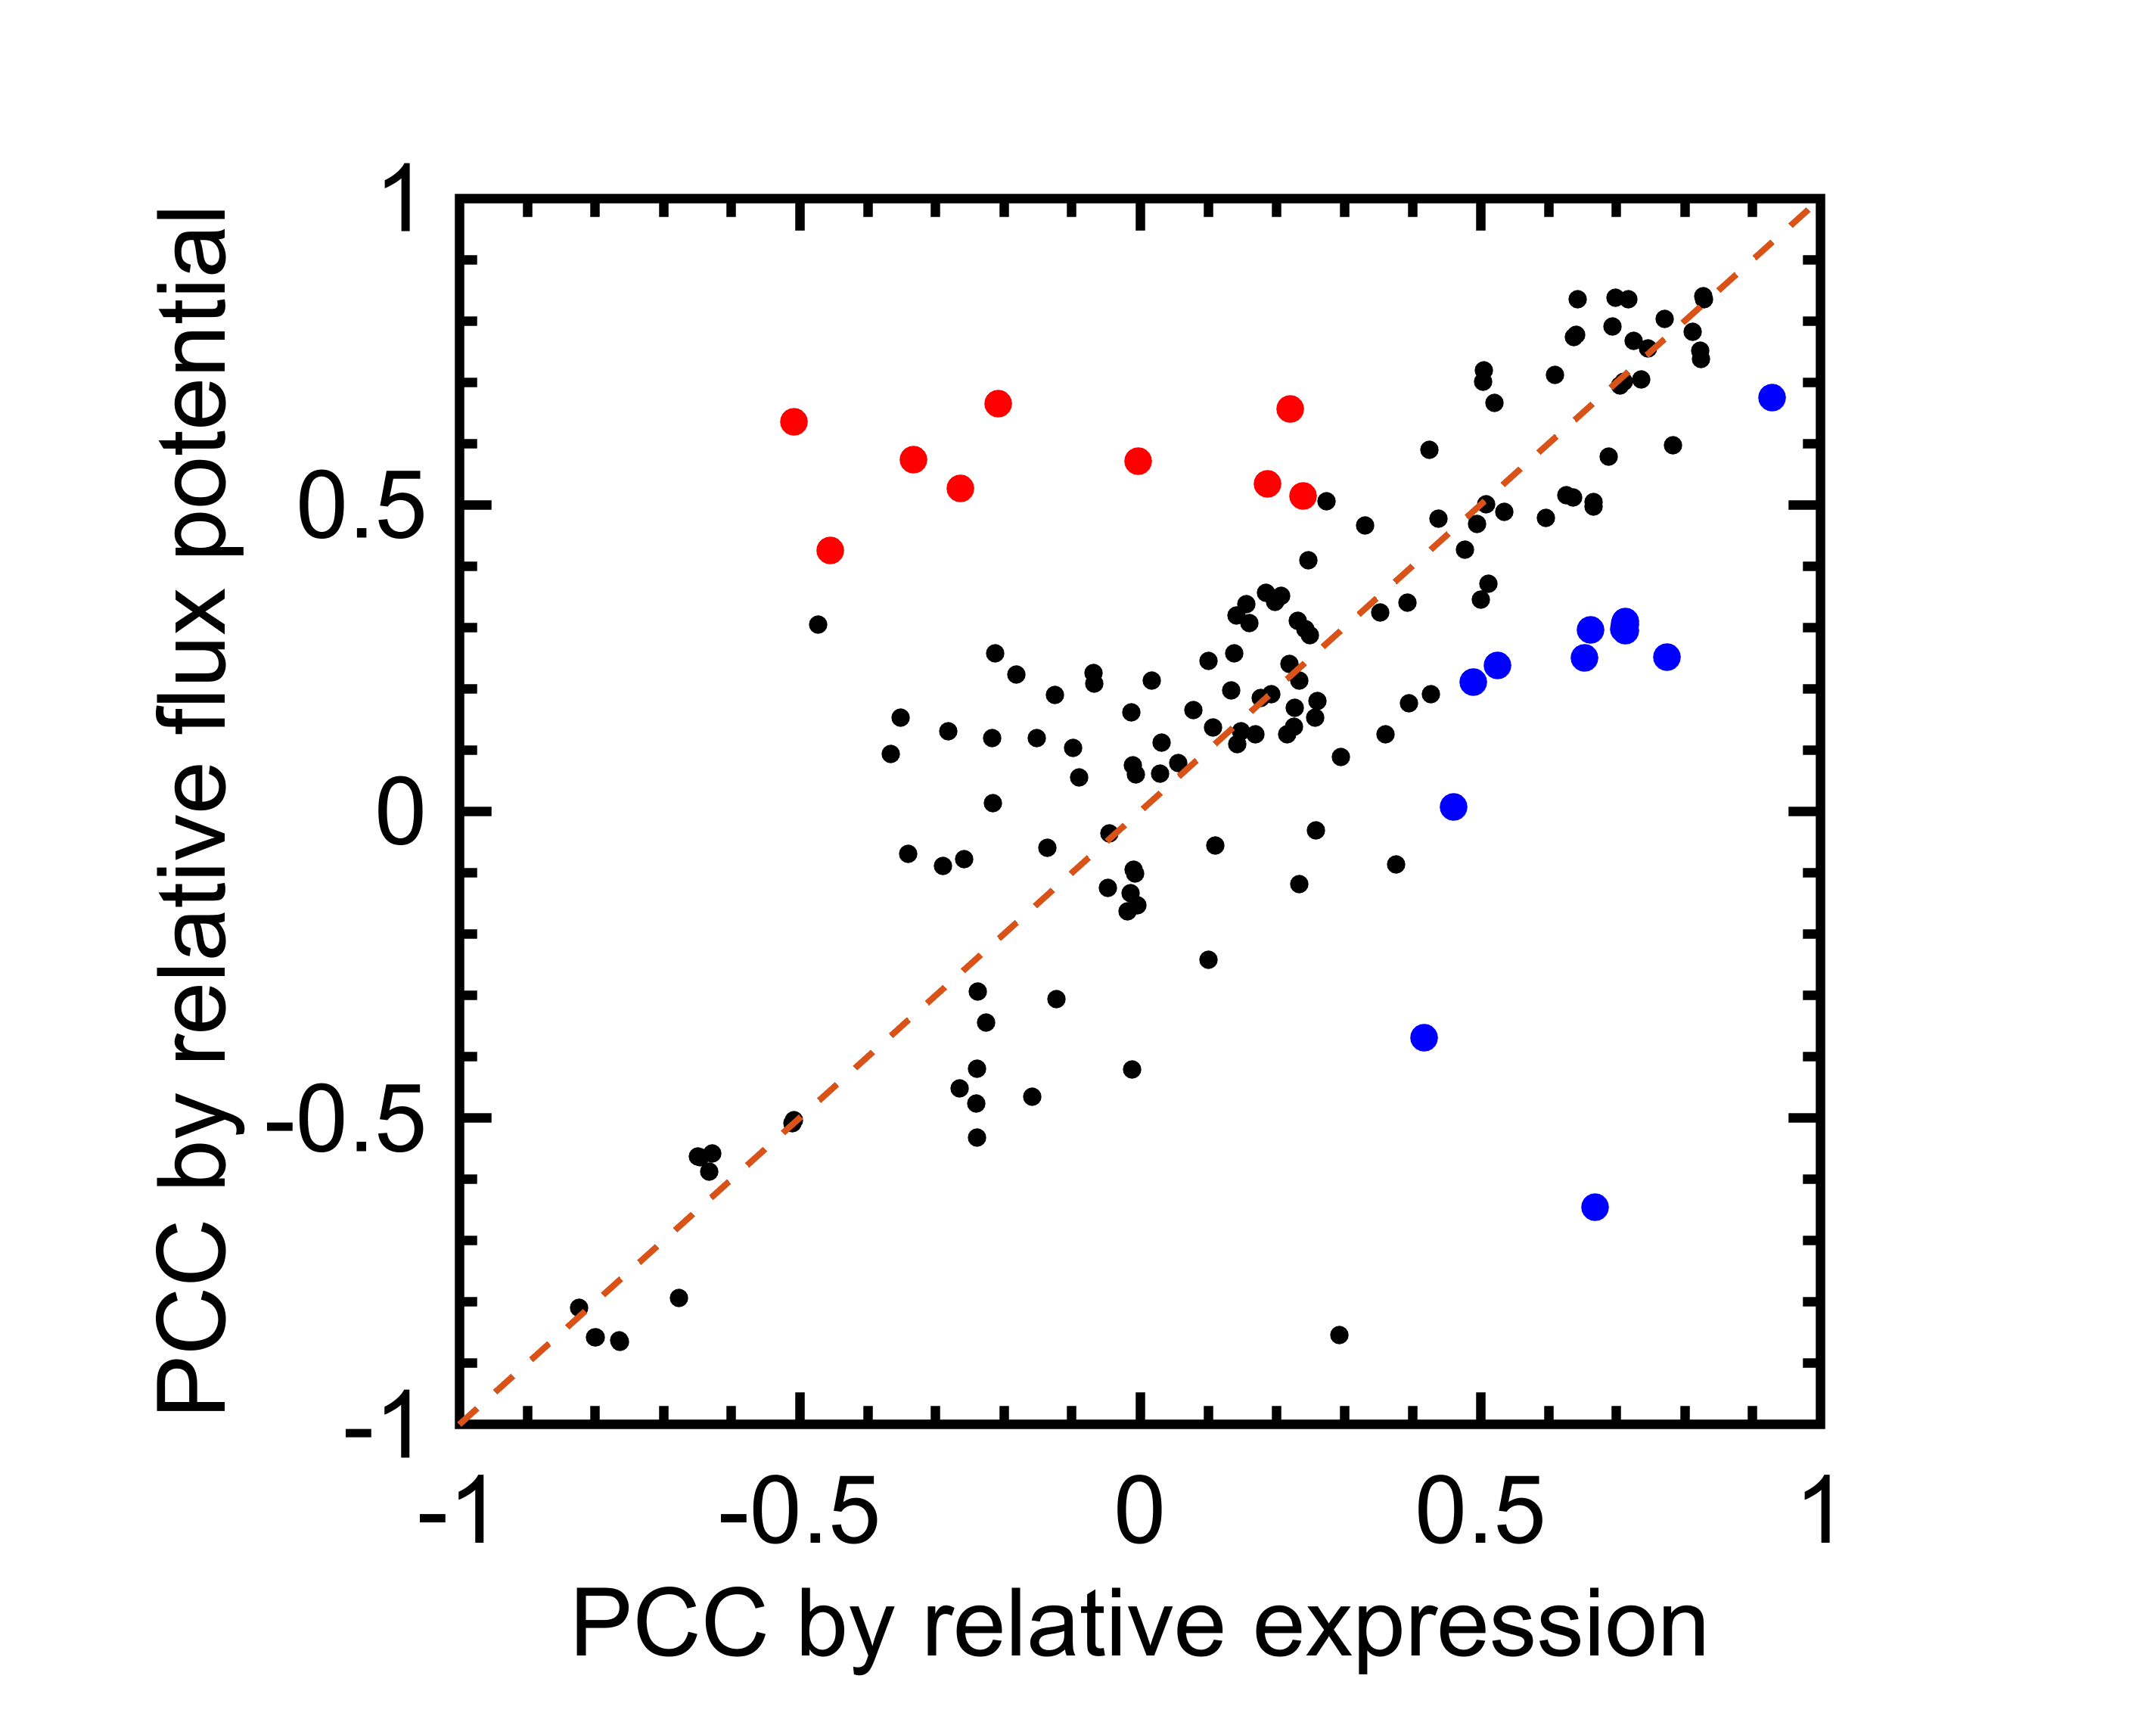 PCC by relative flux potential
1
0.5
0
-0.5
-1
-1 -0.5 0 0.5 1
PCC by relative expression